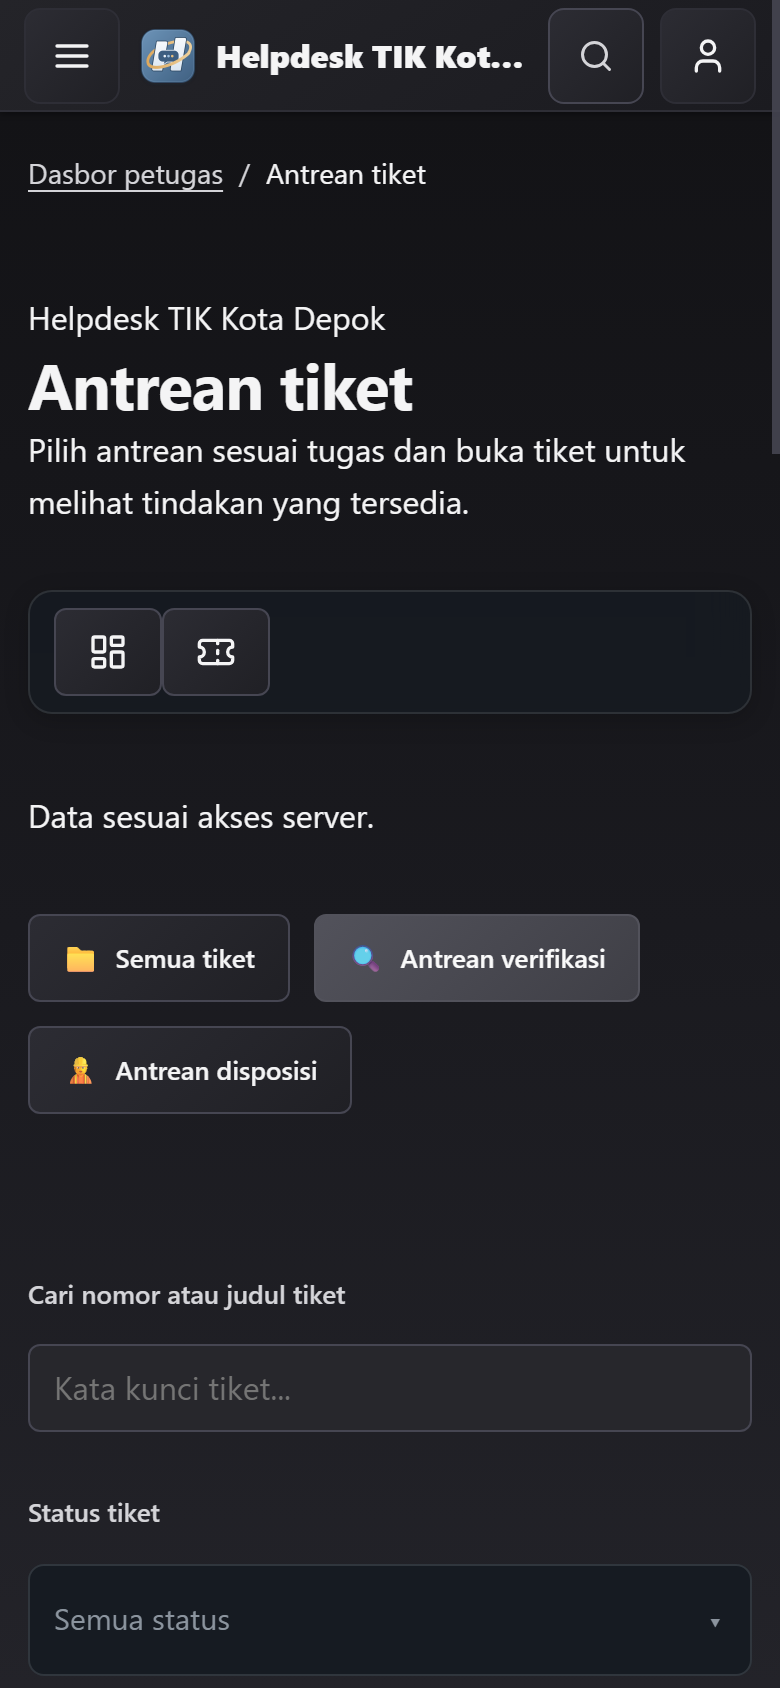 Helpdesk TIK Kot...
Dasbor petugas / Antrean tiket
Helpdesk TIK Kota Depok
Antrean tiket
Pilih antrean sesuai tugas dan buka tiket untuk
melihat tindakan yang tersedia.
Data sesuai akses server.
Semua tiket
Antrean verifikasi
Antrean disposisi
Cari nomor atau judul tiket
Kata kunci tiket...
Status tiket
Semua status